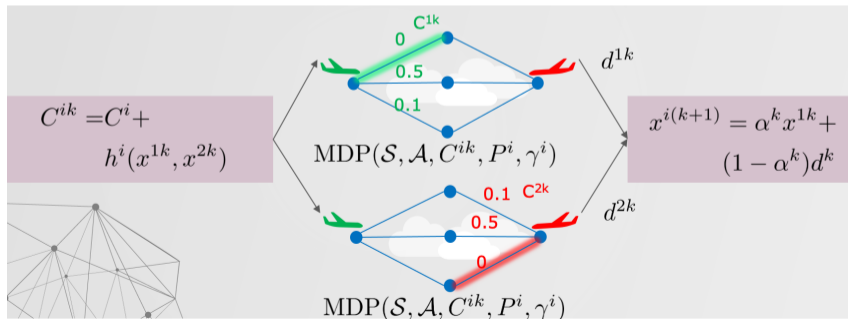 C^{ik} = C^i +
h^i(x^{1k}, x^{2k})
C^{1k}
0
0.5
0.1
MDP(𝒮, 𝒜, C^{ik}, P^i, γ^i)
0.1 C^{2k}
0.5
0
MDP(𝒮, 𝒜, C^{ik}, P^i, γ^i)
d^{1k}
d^{2k}
x^{i(k+1)} = α^k x^{1k} +
(1 − α^k)d^k